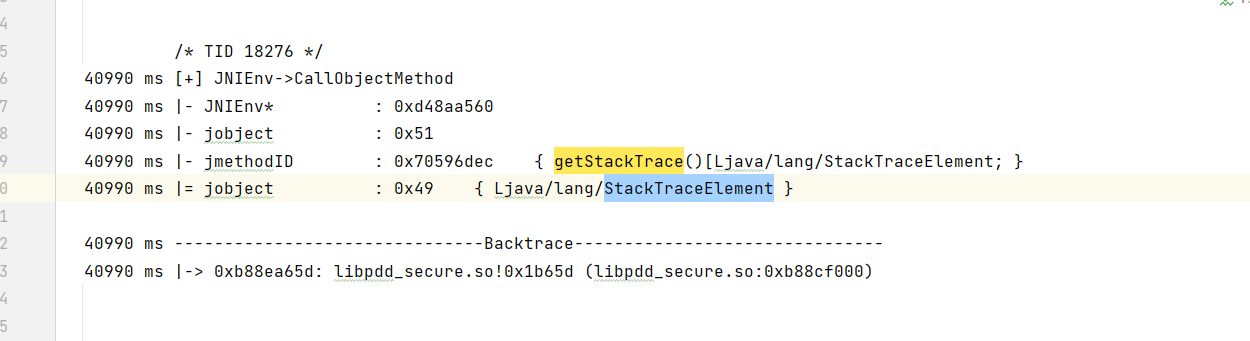 4
5 /* TID 18276 */
6 40990 ms [+] JNIEnv->CallObjectMethod
7 40990 ms |- JNIEnv* : 0xd48aa560
8 40990 ms |- jobject : 0x51
9 40990 ms |- jmethodID : 0x70596dec { getStackTrace()[Ljava/lang/StackTraceElement; }
0 40990 ms |= jobject : 0x49 { Ljava/lang/StackTraceElement }
1
2 40990 ms -------------------------------Backtrace-------------------------------
3 40990 ms |-> 0xb88ea65d: libpdd_secure.so!0x1b65d (libpdd_secure.so:0xb88cf000)
4
5